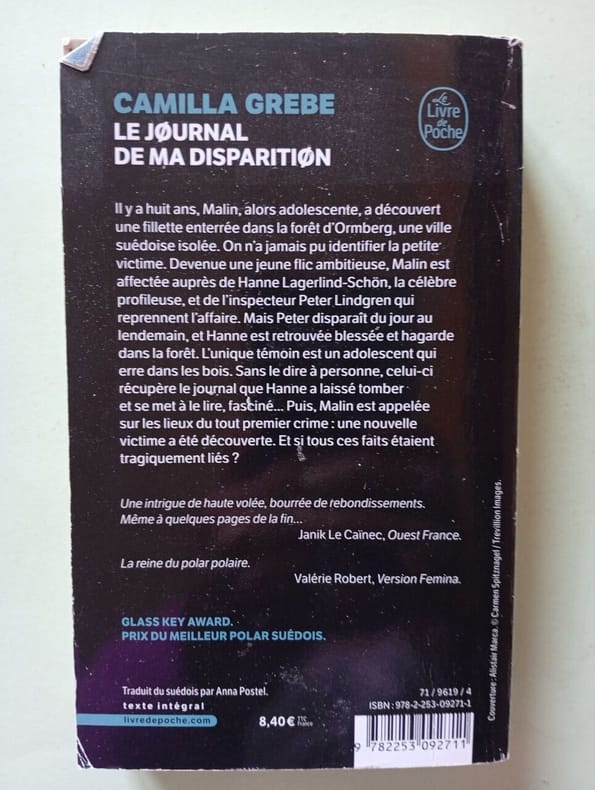 CAMILLA GREBE
LE JØURNAL
DE MA DISPARITIØN
Le
Livre
de
Poche
Il y a huit ans, Malin, alors adolescente, a découvert
une fillette enterrée dans la forêt d'Ormberg, une ville
suédoise isolée. On n'a jamais pu identifier la petite
victime. Devenue une jeune flic ambitieuse, Malin est
affectée auprès de Hanne Lagerlind-Schön, la célèbre
profileuse, et de l'inspecteur Peter Lindgren qui
reprennent l'affaire. Mais Peter disparaît du jour au
lendemain, et Hanne est retrouvée blessée et hagarde
dans la forêt. L'unique témoin est un adolescent qui
erre dans les bois. Sans le dire à personne, celui-ci
récupère le journal que Hanne a laissé tomber
et se met à le lire, fasciné... Puis, Malin est appelée
sur les lieux du tout premier crime : une nouvelle
victime a été découverte. Et si tous ces faits étaient
tragiquement liés ?
Une intrigue de haute volée, bourrée de rebondissements.
Même à quelques pages de la fin...
Janik Le Caïnec, Ouest France.
La reine du polar polaire.
Valérie Robert, Version Femina.
GLASS KEY AWARD.
PRIX DU MEILLEUR POLAR SUÉDOIS.
Traduit du suédois par Anna Postel.
texte intégral
livredepoche.com
8,40 € TTC
France
71 / 9619 / 4
ISBN : 978-2-253-09271-1
9 782253 092711
Couverture : Alistair Marca. © Carmen Spitznagel / Trevillion Images.